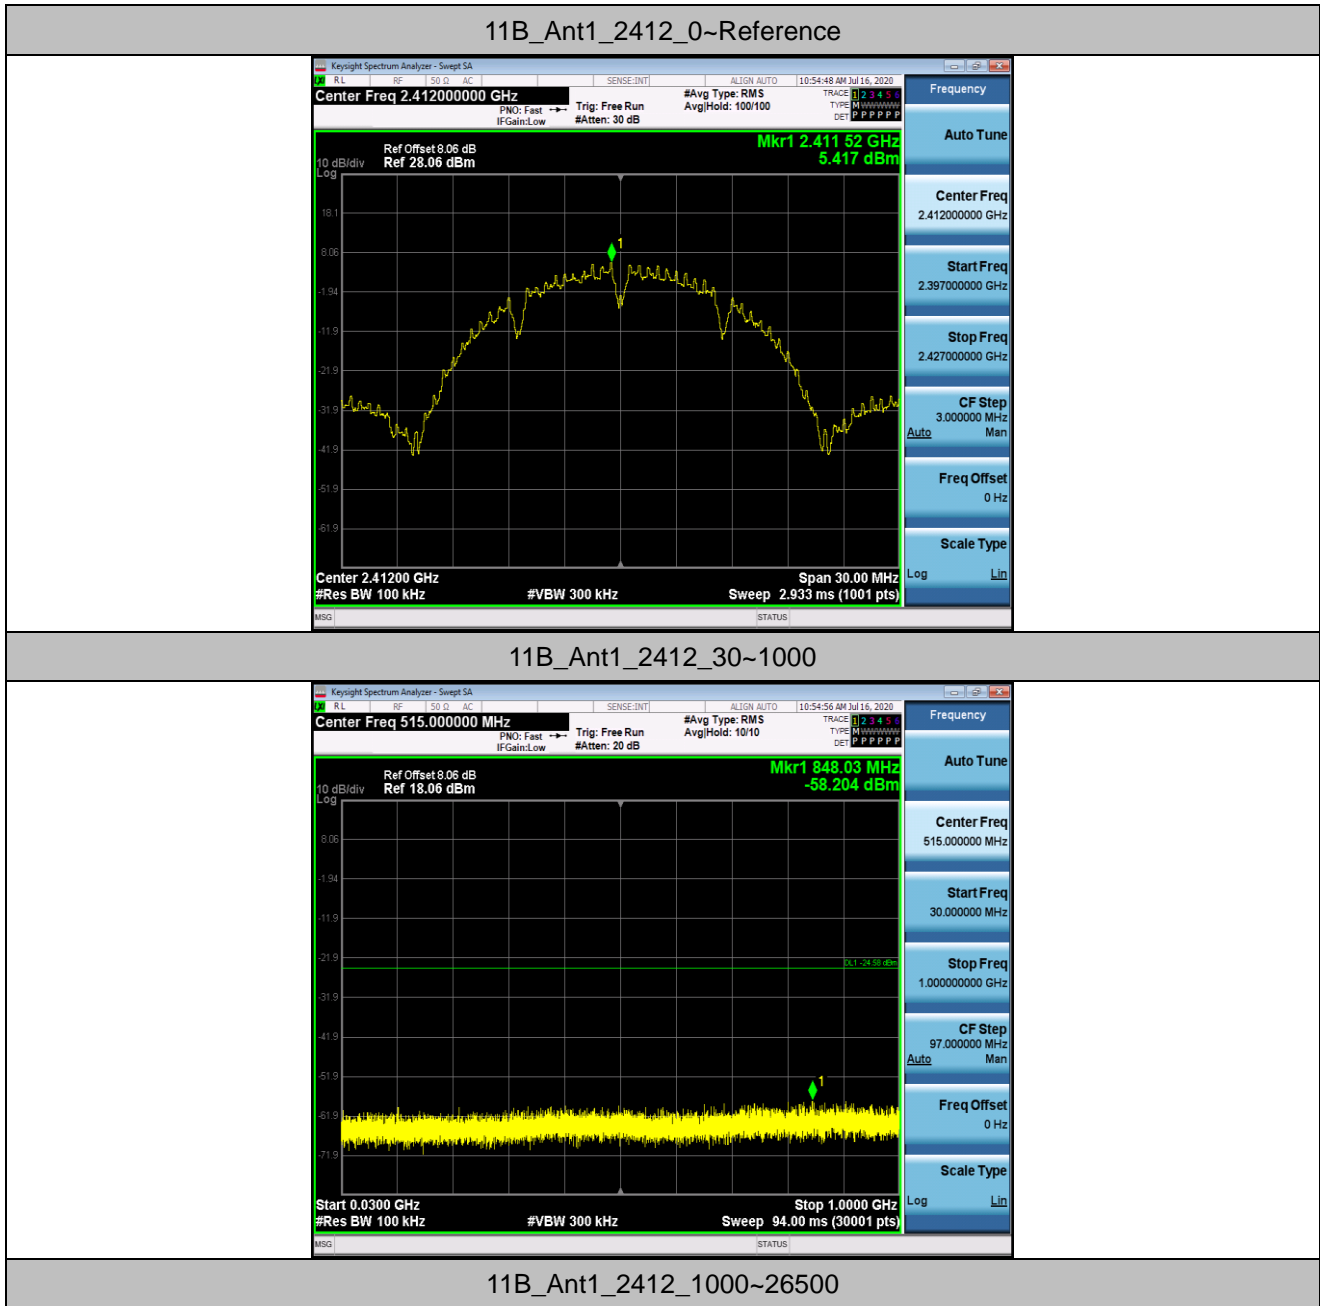 11B_Ant1_2412_0~Reference
Keysight Spectrum Analyzer - Swept SA
RL RF 50 Ω AC SENSE:INT ALIGN AUTO 10:54:48 AM Jul 16, 2020
Center Freq 2.412000000 GHz
PNO: Fast
IFGain:Low
Trig: Free Run
#Atten: 30 dB
#Avg Type: RMS
Avg|Hold: 100/100
TRACE 1 2 3 4 5 6
TYPE M WWWWW
DET P P P P P P
Frequency
Auto Tune
Center Freq
2.412000000 GHz
Start Freq
2.397000000 GHz
Stop Freq
2.427000000 GHz
CF Step
3.000000 MHz
Auto Man
Freq Offset
0 Hz
Scale Type
Log Lin
Mkr1 2.411 52 GHz
5.417 dBm
Ref Offset 8.06 dB
10 dB/div Ref 28.06 dBm
Log
18.1
8.06
-1.94
-11.9
-21.9
-31.9
-41.9
-51.9
-61.9
1
Center 2.41200 GHz Span 30.00 MHz
#Res BW 100 kHz #VBW 300 kHz Sweep 2.933 ms (1001 pts)
MSG STATUS
11B_Ant1_2412_30~1000
Keysight Spectrum Analyzer - Swept SA
RL RF 50 Ω AC SENSE:INT ALIGN AUTO 10:54:56 AM Jul 16, 2020
Center Freq 515.000000 MHz
PNO: Fast
IFGain:Low
Trig: Free Run
#Atten: 20 dB
#Avg Type: RMS
Avg|Hold: 10/10
TRACE 1 2 3 4 5 6
TYPE M WWWWW
DET P P P P P P
Frequency
Auto Tune
Center Freq
515.000000 MHz
Start Freq
30.000000 MHz
Stop Freq
1.000000000 GHz
CF Step
97.000000 MHz
Auto Man
Freq Offset
0 Hz
Scale Type
Log Lin
Mkr1 848.03 MHz
-58.204 dBm
Ref Offset 8.06 dB
10 dB/div Ref 18.06 dBm
Log
8.06
-1.94
-11.9
-21.9
-31.9
-41.9
-51.9
-61.9
-71.9
DL1 -24.58 dBm
1
Start 0.0300 GHz Stop 1.0000 GHz
#Res BW 100 kHz #VBW 300 kHz Sweep 94.00 ms (30001 pts)
MSG STATUS
11B_Ant1_2412_1000~26500